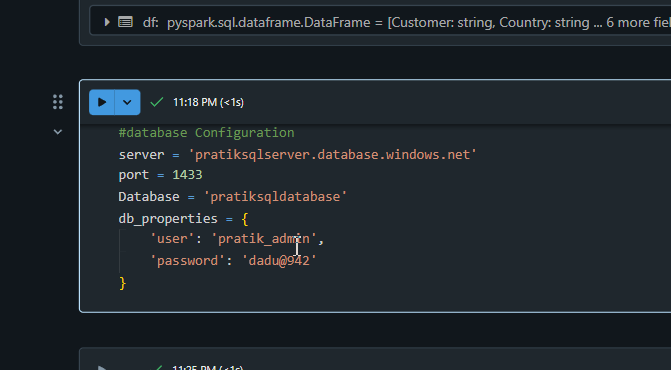 df: pyspark.sql.dataframe.DataFrame = [Customer: string, Country: string ... 6 more fiel
11:18 PM (<1s)
#database Configuration
server = 'pratiksqlserver.database.windows.net'
port = 1433
Database = 'pratiksqldatabase'
db_properties = {
'user': 'pratik_admin',
'password': 'dadu@942'
}
11:25 PM (<1s)